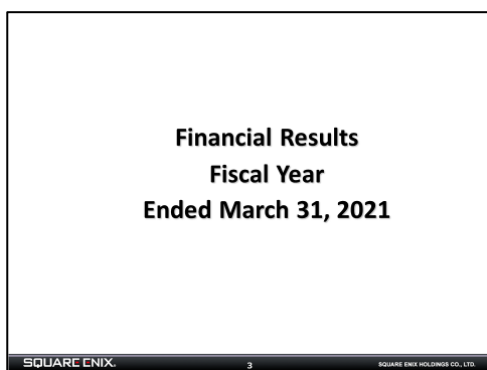 Financial Results
Fiscal Year
Ended March 31, 2021
SQUARE ENIX.
3
SQUARE ENIX HOLDINGS CO., LTD.